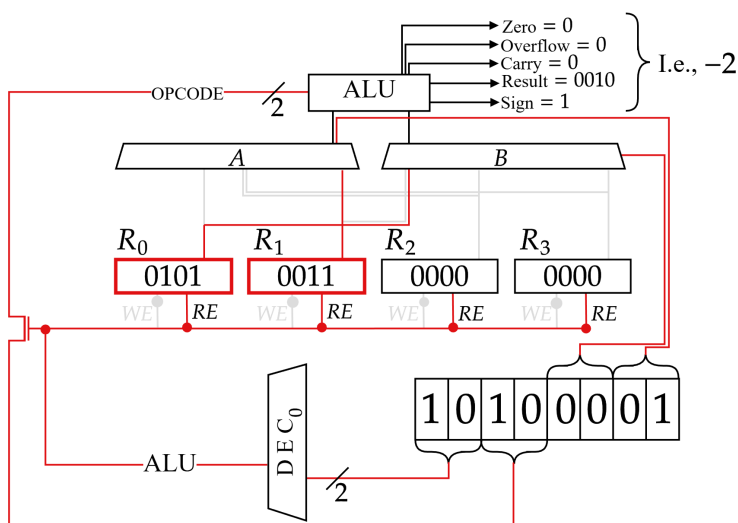 Zero = 0
Overflow = 0
Carry = 0
Result = 0010
Sign = 1
I.e., −2
OPCODE
2
ALU
A
B
R0
R1
R2
R3
0101
0011
0000
0000
WE
RE
WE
RE
WE
RE
WE
RE
1 0 1 0 0 0 0 1
ALU
DEC0
2